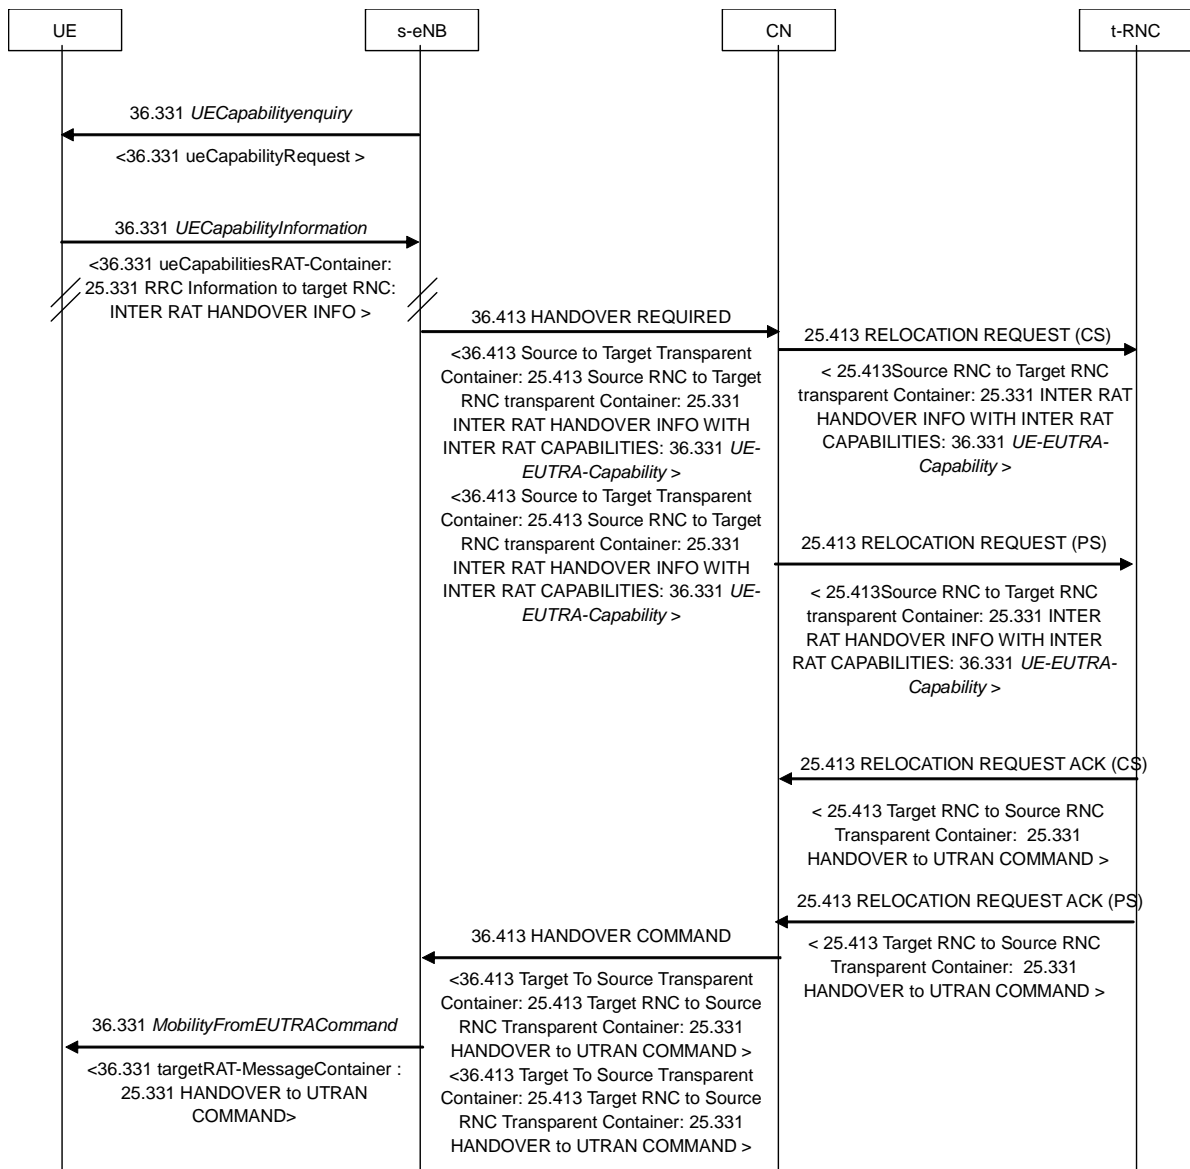 UE
s-eNB
CN
t-RNC
36.331 UECapabilityenquiry
<36.331 ueCapabilityRequest >
36.331 UECapabilityInformation
<36.331 ueCapabilitiesRAT-Container:
25.331 RRC Information to target RNC:
INTER RAT HANDOVER INFO >
36.413 HANDOVER REQUIRED
<36.413 Source to Target Transparent
Container: 25.413 Source RNC to Target
RNC transparent Container: 25.331
INTER RAT HANDOVER INFO WITH
INTER RAT CAPABILITIES: 36.331 UE-
EUTRA-Capability >
<36.413 Source to Target Transparent
Container: 25.413 Source RNC to Target
RNC transparent Container: 25.331
INTER RAT HANDOVER INFO WITH
INTER RAT CAPABILITIES: 36.331 UE-
EUTRA-Capability >
25.413 RELOCATION REQUEST (CS)
< 25.413Source RNC to Target RNC
transparent Container: 25.331 INTER RAT
HANDOVER INFO WITH INTER RAT
CAPABILITIES: 36.331 UE-EUTRA-
Capability >
25.413 RELOCATION REQUEST (PS)
< 25.413Source RNC to Target RNC
transparent Container: 25.331 INTER
RAT HANDOVER INFO WITH INTER
RAT CAPABILITIES: 36.331 UE-EUTRA-
Capability >
25.413 RELOCATION REQUEST ACK (CS)
< 25.413 Target RNC to Source RNC
Transparent Container:  25.331
HANDOVER to UTRAN COMMAND >
25.413 RELOCATION REQUEST ACK (PS)
< 25.413 Target RNC to Source RNC
Transparent Container:  25.331
HANDOVER to UTRAN COMMAND >
36.413 HANDOVER COMMAND
<36.413 Target To Source Transparent
Container: 25.413 Target RNC to Source
RNC Transparent Container: 25.331
HANDOVER to UTRAN COMMAND >
<36.413 Target To Source Transparent
Container: 25.413 Target RNC to Source
RNC Transparent Container: 25.331
HANDOVER to UTRAN COMMAND >
36.331 MobilityFromEUTRACommand
<36.331 targetRAT-MessageContainer :
25.331 HANDOVER to UTRAN
COMMAND>